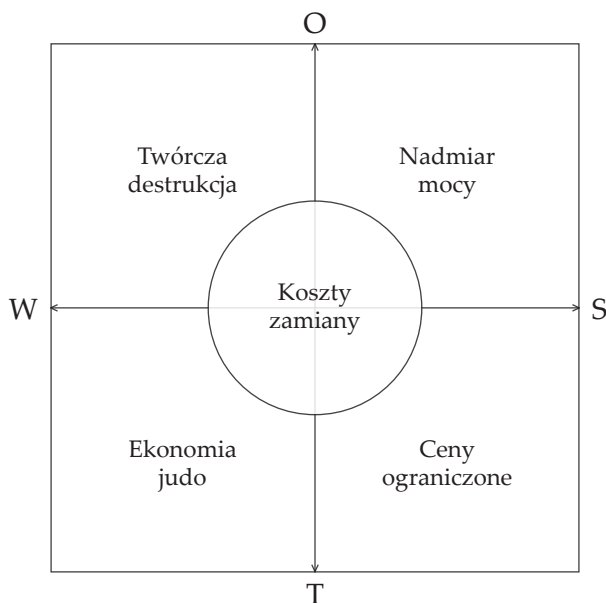 O
Twórcza
destrukcja
Nadmiar
mocy
W
Koszty
zamiany
S
Ekonomia
judo
Ceny
ograniczone
T